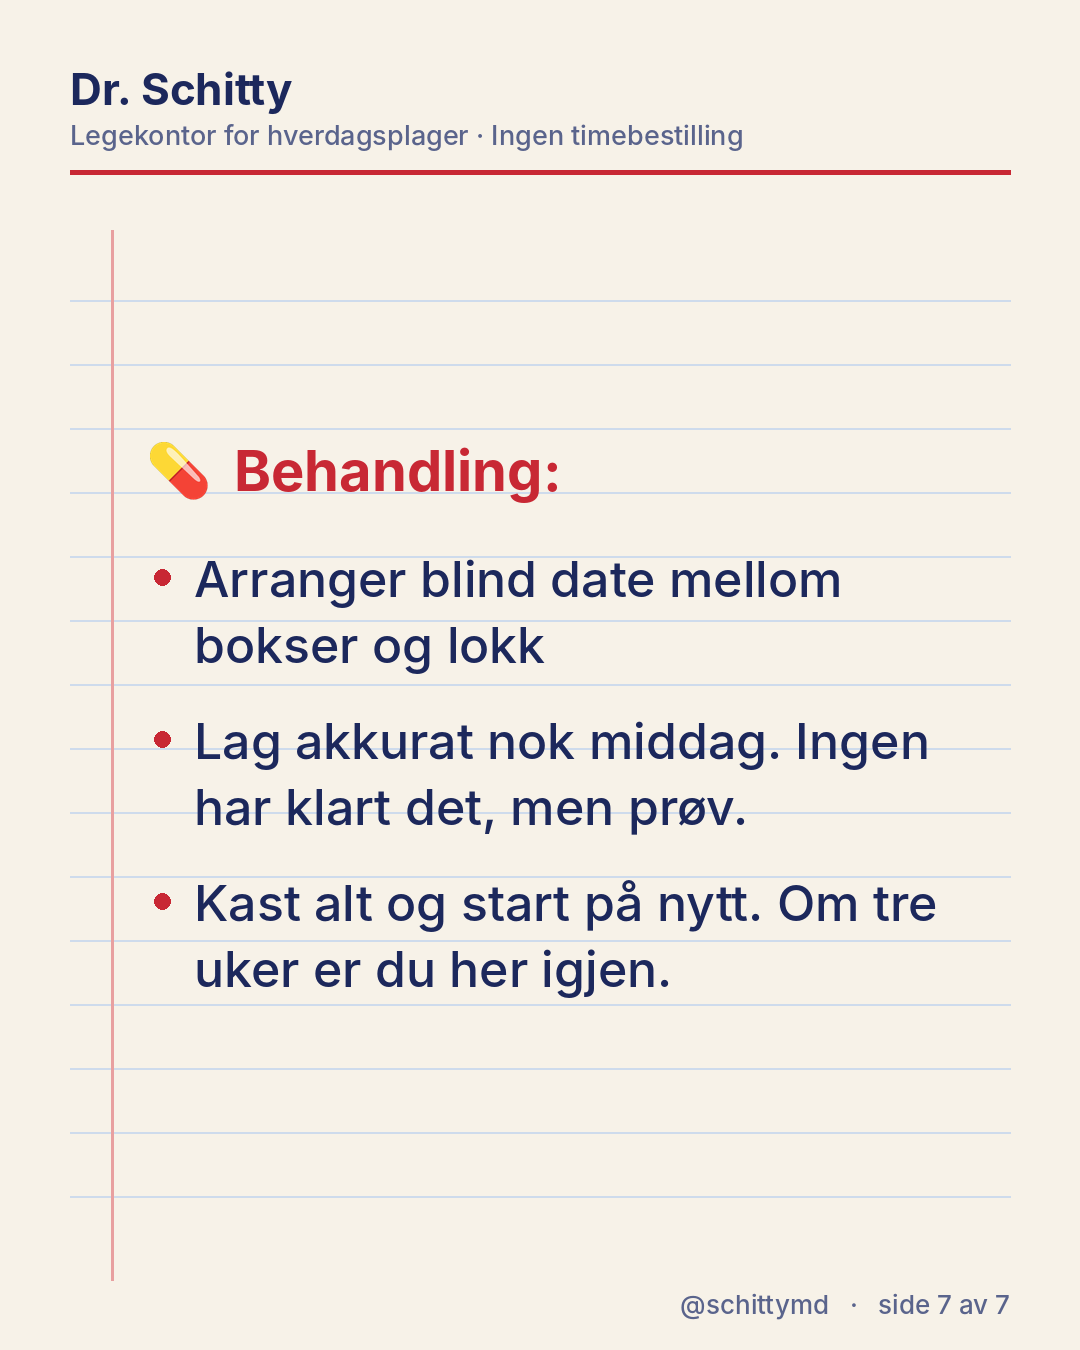 Dr. Schitty
Legekontor for hverdagsplager · Ingen timebestilling
💊 Behandling:
• Arranger blind date mellom
bokser og lokk
• Lag akkurat nok middag. Ingen
har klart det, men prøv.
• Kast alt og start på nytt. Om tre
uker er du her igjen.
@schittymd · side 7 av 7